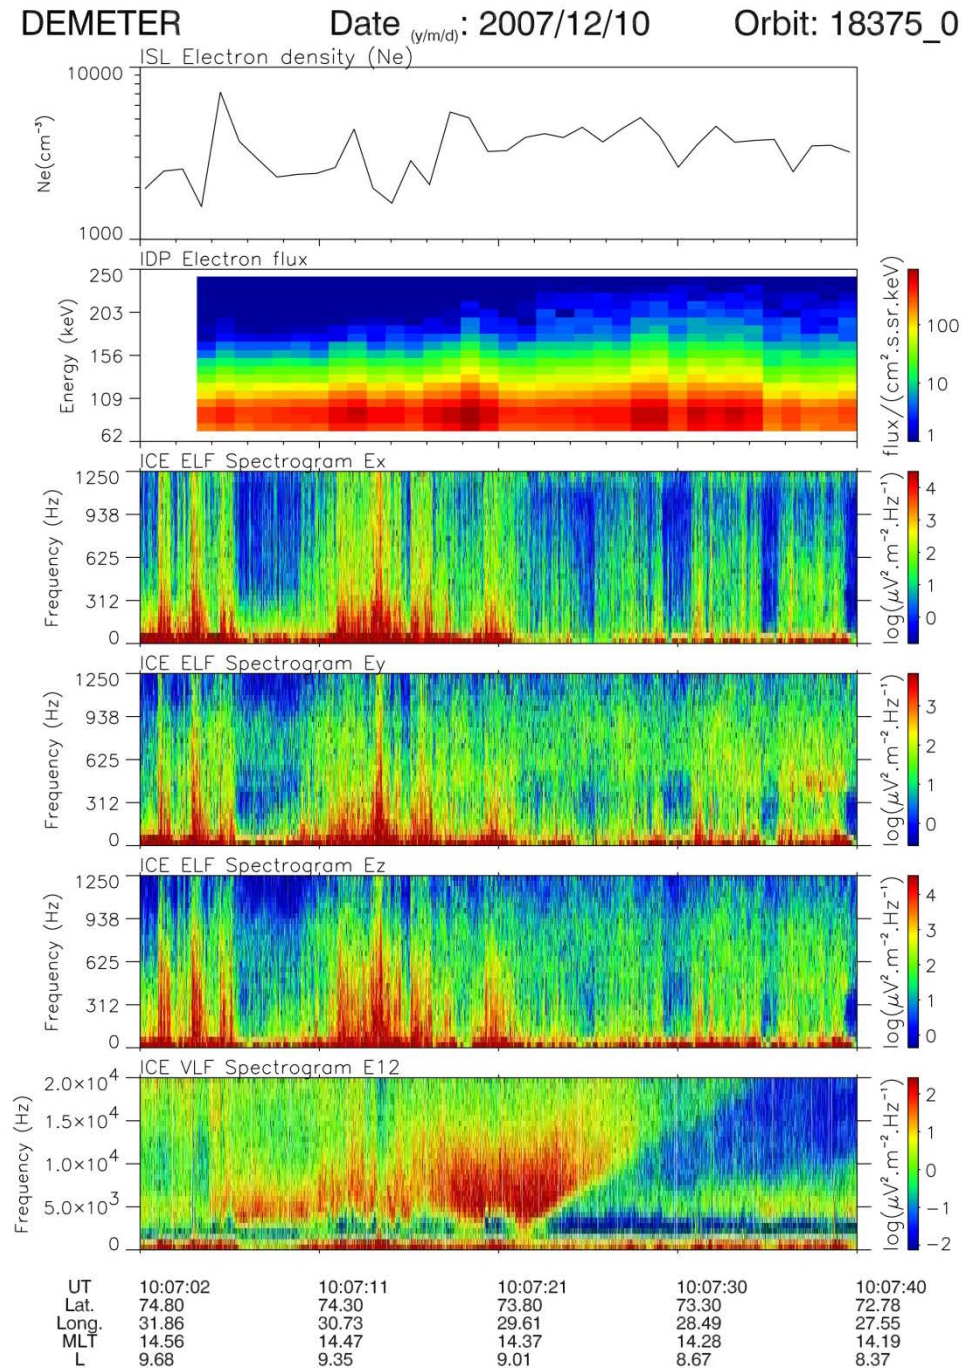 DEMETER Date (y/m/d): 2007/12/10 Orbit: 18375_0
ISL Electron density (Ne)
10000
Ne(cm⁻³)
1000
IDP Electron flux
250
203
156
109
62
Energy (keV)
100
10
1
flux/(cm².s.sr.keV)
ICE ELF Spectrogram Ex
1250
938
625
312
0
Frequency (Hz)
4
3
2
1
0
log(μV².m⁻².Hz⁻¹)
ICE ELF Spectrogram Ey
1250
938
625
312
0
Frequency (Hz)
3
2
1
0
log(μV².m⁻².Hz⁻¹)
ICE ELF Spectrogram Ez
1250
938
625
312
0
Frequency (Hz)
4
3
2
1
0
log(μV².m⁻².Hz⁻¹)
ICE VLF Spectrogram E12
2.0×10⁴
1.5×10⁴
1.0×10⁴
5.0×10³
0
Frequency (Hz)
2
1
0
−1
−2
log(μV².m⁻².Hz⁻¹)
UT 10:07:02 10:07:11 10:07:21 10:07:30 10:07:40
Lat. 74.80 74.30 73.80 73.30 72.78
Long. 31.86 30.73 29.61 28.49 27.55
MLT 14.56 14.47 14.37 14.28 14.19
L 9.68 9.35 9.01 8.67 8.37